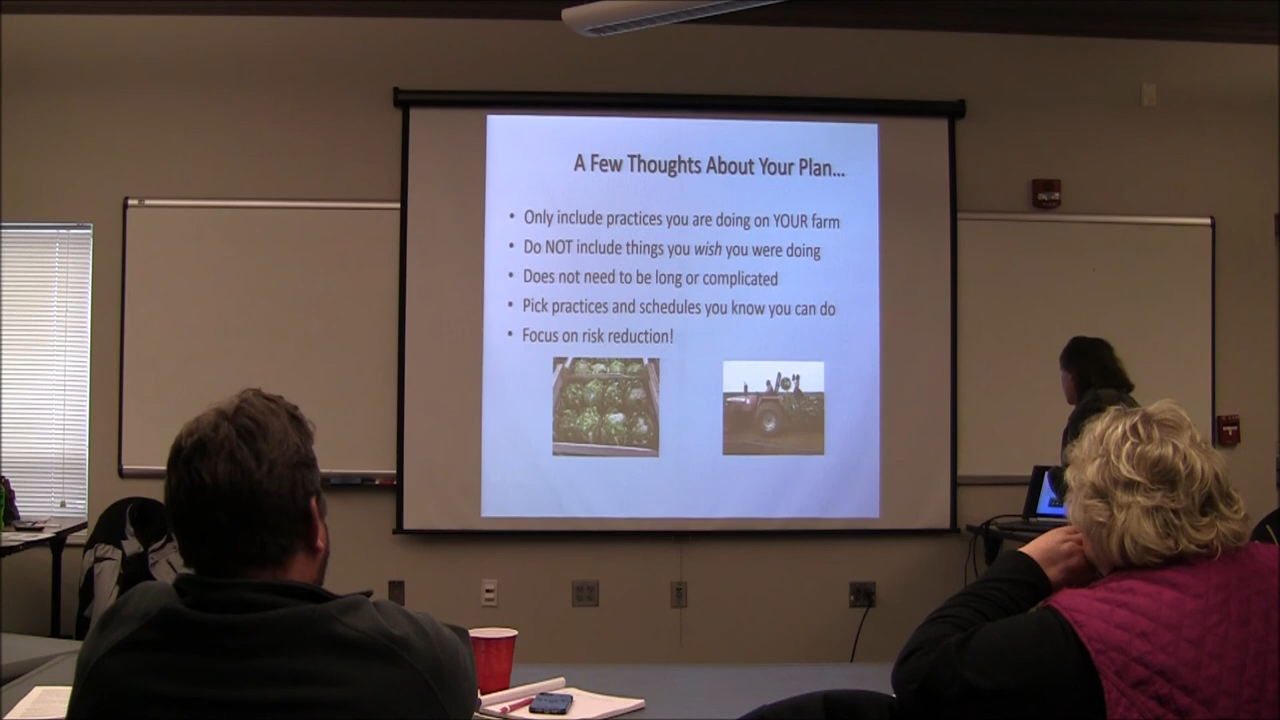 A Few Thoughts About Your Plan...
• Only include practices you are doing on YOUR farm
• Do NOT include things you wish you were doing
• Does not need to be long or complicated
• Pick practices and schedules you know you can do
• Focus on risk reduction!